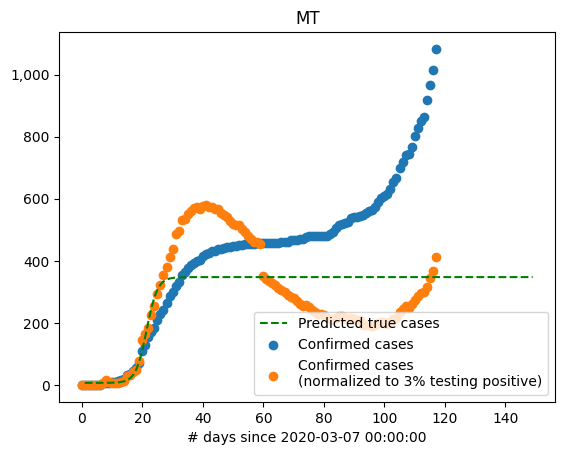 MT
1,000
800
600
400
200
0
0 20 40 60 80 100 120 140
# days since 2020-03-07 00:00:00
Predicted true cases
Confirmed cases
Confirmed cases
(normalized to 3% testing positive)